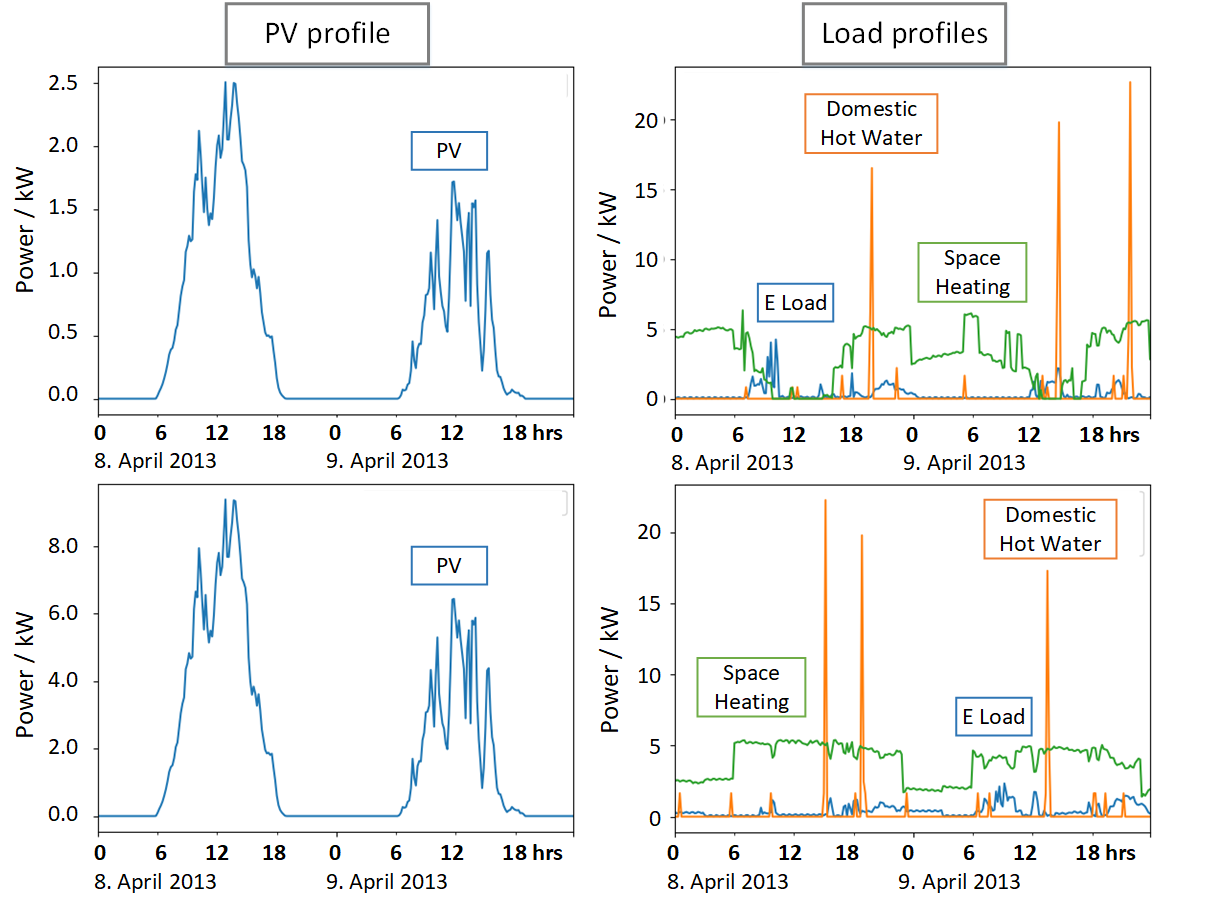 PV profile
Load profiles
2.5
2.0
1.5
1.0
0.5
0.0
Power / kW
PV
0 6 12 18 0 6 12 18 hrs
8. April 2013 9. April 2013
20
15
10
5
0
Power / kW
Domestic
Hot Water
Space
Heating
E Load
0 6 12 18 0 6 12 18 hrs
8. April 2013 9. April 2013
8.0
6.0
4.0
2.0
0.0
Power / kW
PV
0 6 12 18 0 6 12 18 hrs
8. April 2013 9. April 2013
20
15
10
5
0
Power / kW
Domestic
Hot Water
Space
Heating
E Load
0 6 12 18 0 6 12 18 hrs
8. April 2013 9. April 2013